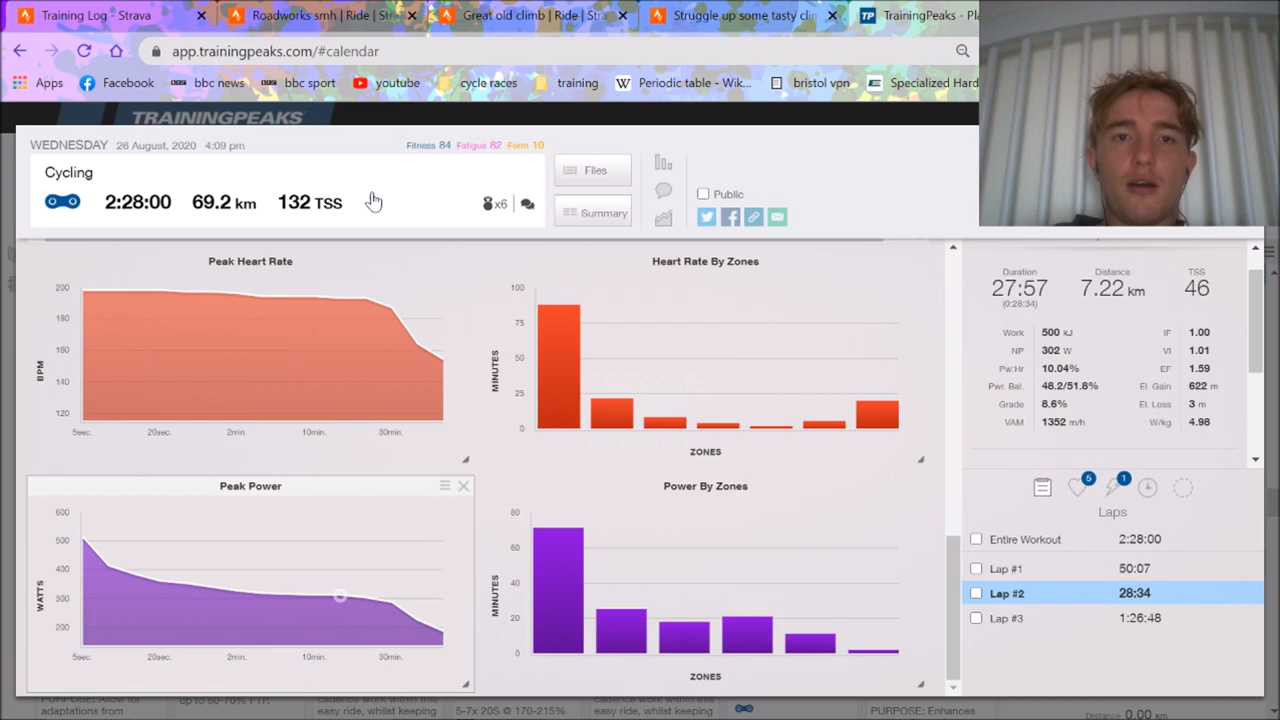 Training Log - Strava
Roadworks smh | Ride | St
Great old climb | Ride | Stra
Struggle up some tasty clin
TP
TrainingPeaks - Pla
app.trainingpeaks.com/#calendar
Apps
Facebook
BBC bbc news
BBC bbc sport
youtube
cycle races
training
W Periodic table - Wik...
bristol vpn
Specialized Hard
TRAININGPEAKS
WEDNESDAY 26 August, 2020 4:09 pm
Fitness 84 Fatigue 82 Form 10
Cycling
2:28:00 69.2 km 132 TSS
x6
Files
Summary
Public
Peak Heart Rate
200
180
160
140
120
BPM
5sec. 20sec. 2min. 10min. 30min.
Heart Rate By Zones
100
75
50
25
0
MINUTES
ZONES
Peak Power
600
500
400
300
200
WATTS
5sec. 20sec. 2min. 10min. 30min.
Power By Zones
80
60
40
20
0
MINUTES
ZONES
Duration Distance TSS
27:57 7.22 km 46
(0:28:34)
Work 500 kJ IF 1.00
NP 302 W VI 1.01
Pw:Hr 10.04% EF 1.59
Pwr. Bal. 48.2/51.8% El. Gain 622 m
Grade 8.6% El. Loss 3 m
VAM 1352 m/h W/kg 4.98
6
1
Laps
Entire Workout 2:28:00
Lap #1 50:07
Lap #2 28:34
Lap #3 1:26:48
PURPOSE: Allow for
adaptations from
up to 60-70% FTP.
cadence work within
this easy ride, whilst keeping
5-7x 20S @ 170-215%
cadence work within
this easy ride, whilst keeping
PURPOSE: Enhances
Distance 0.00 km